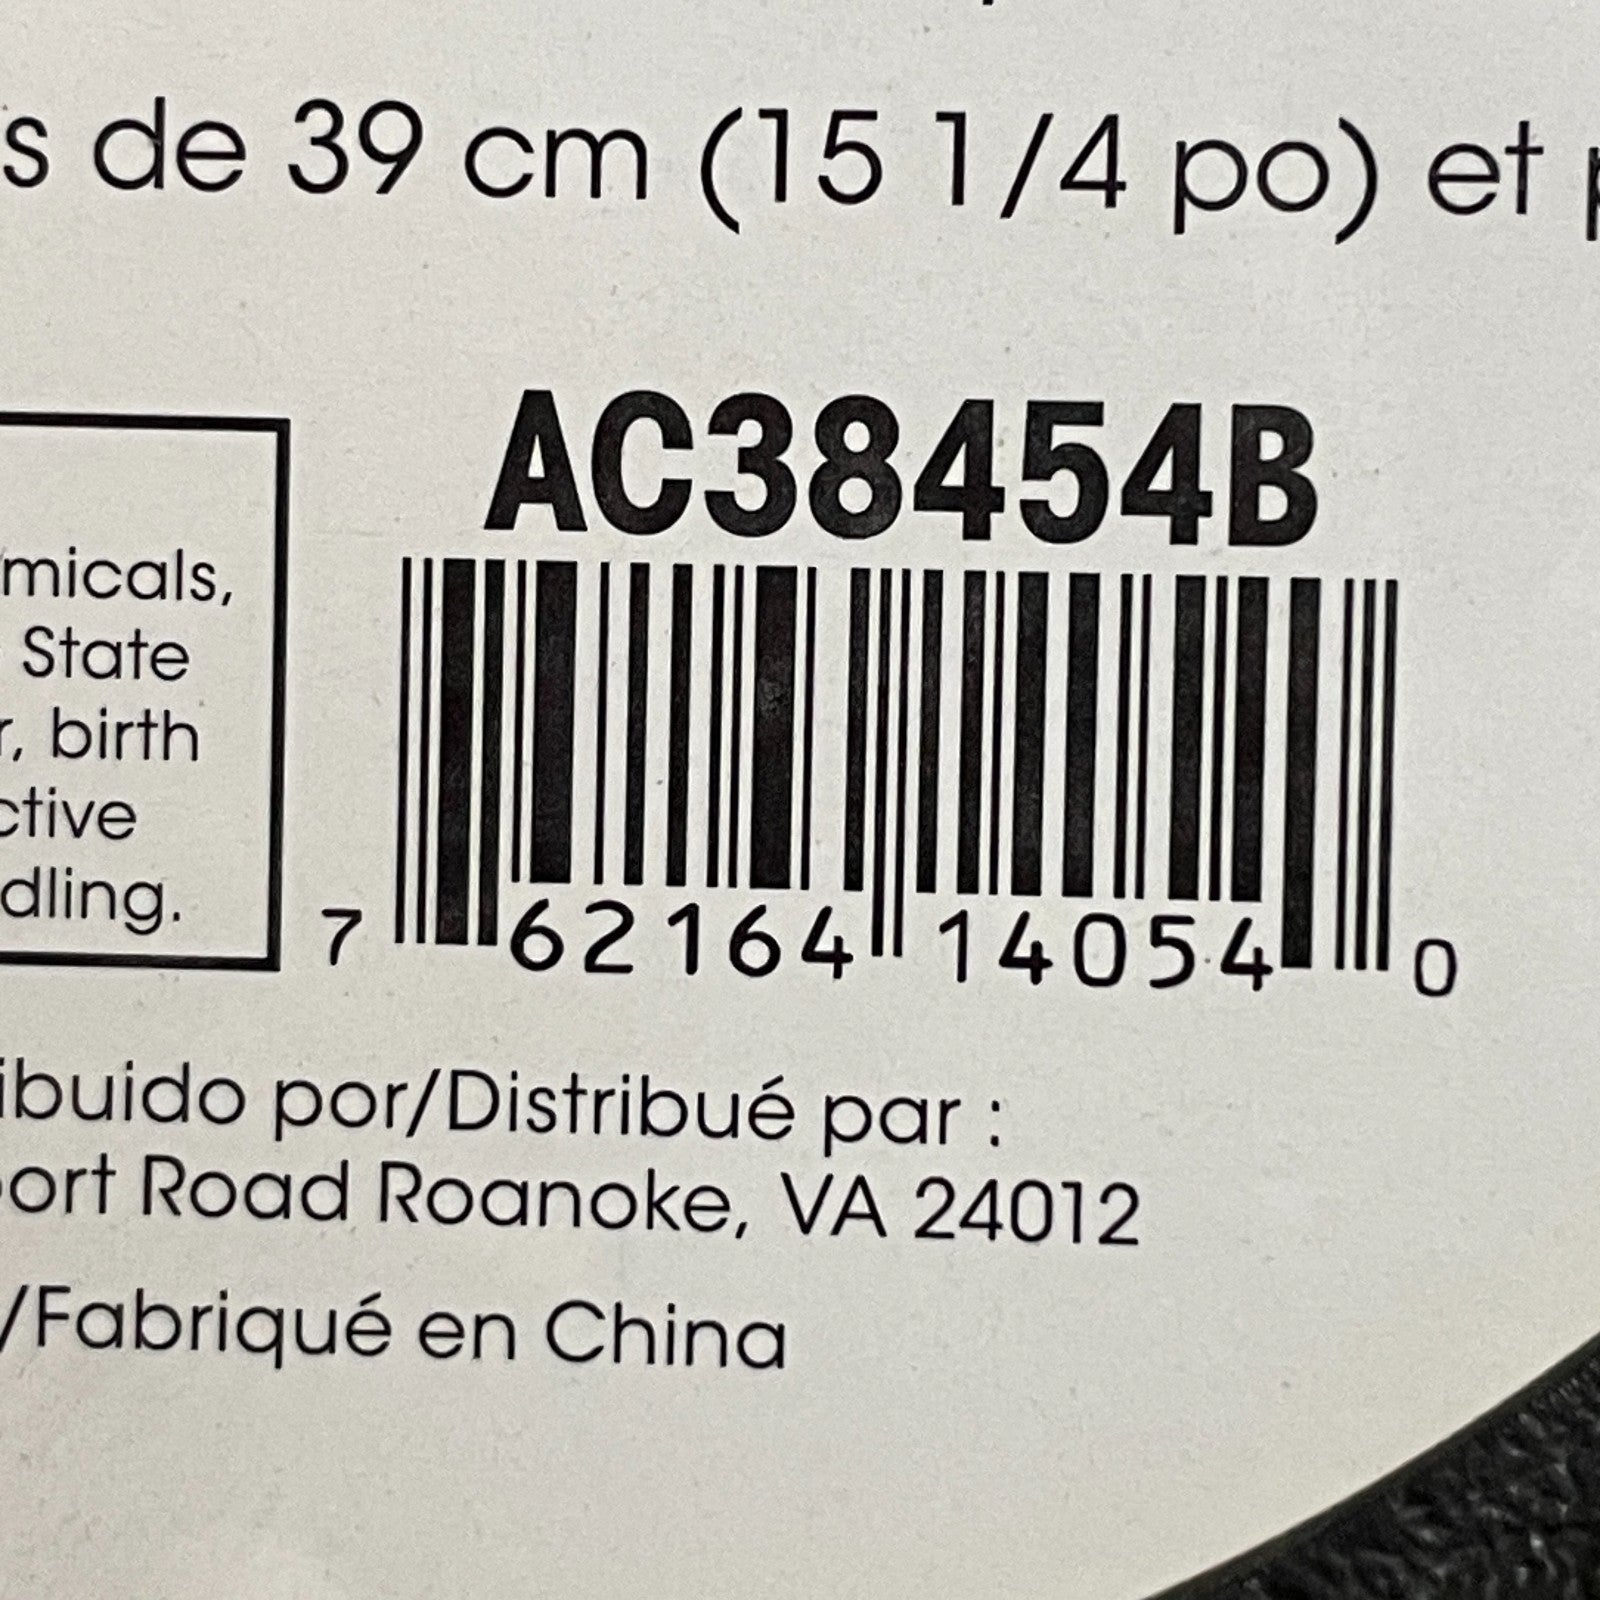 s de 39 cm (15 1/4 po) et
AC38454B
micals,
State
r, birth
ctive
dling.
7 62164 14054 0
ibuido por/Distribué par :
ort Road Roanoke, VA 24012
/Fabriqué en China